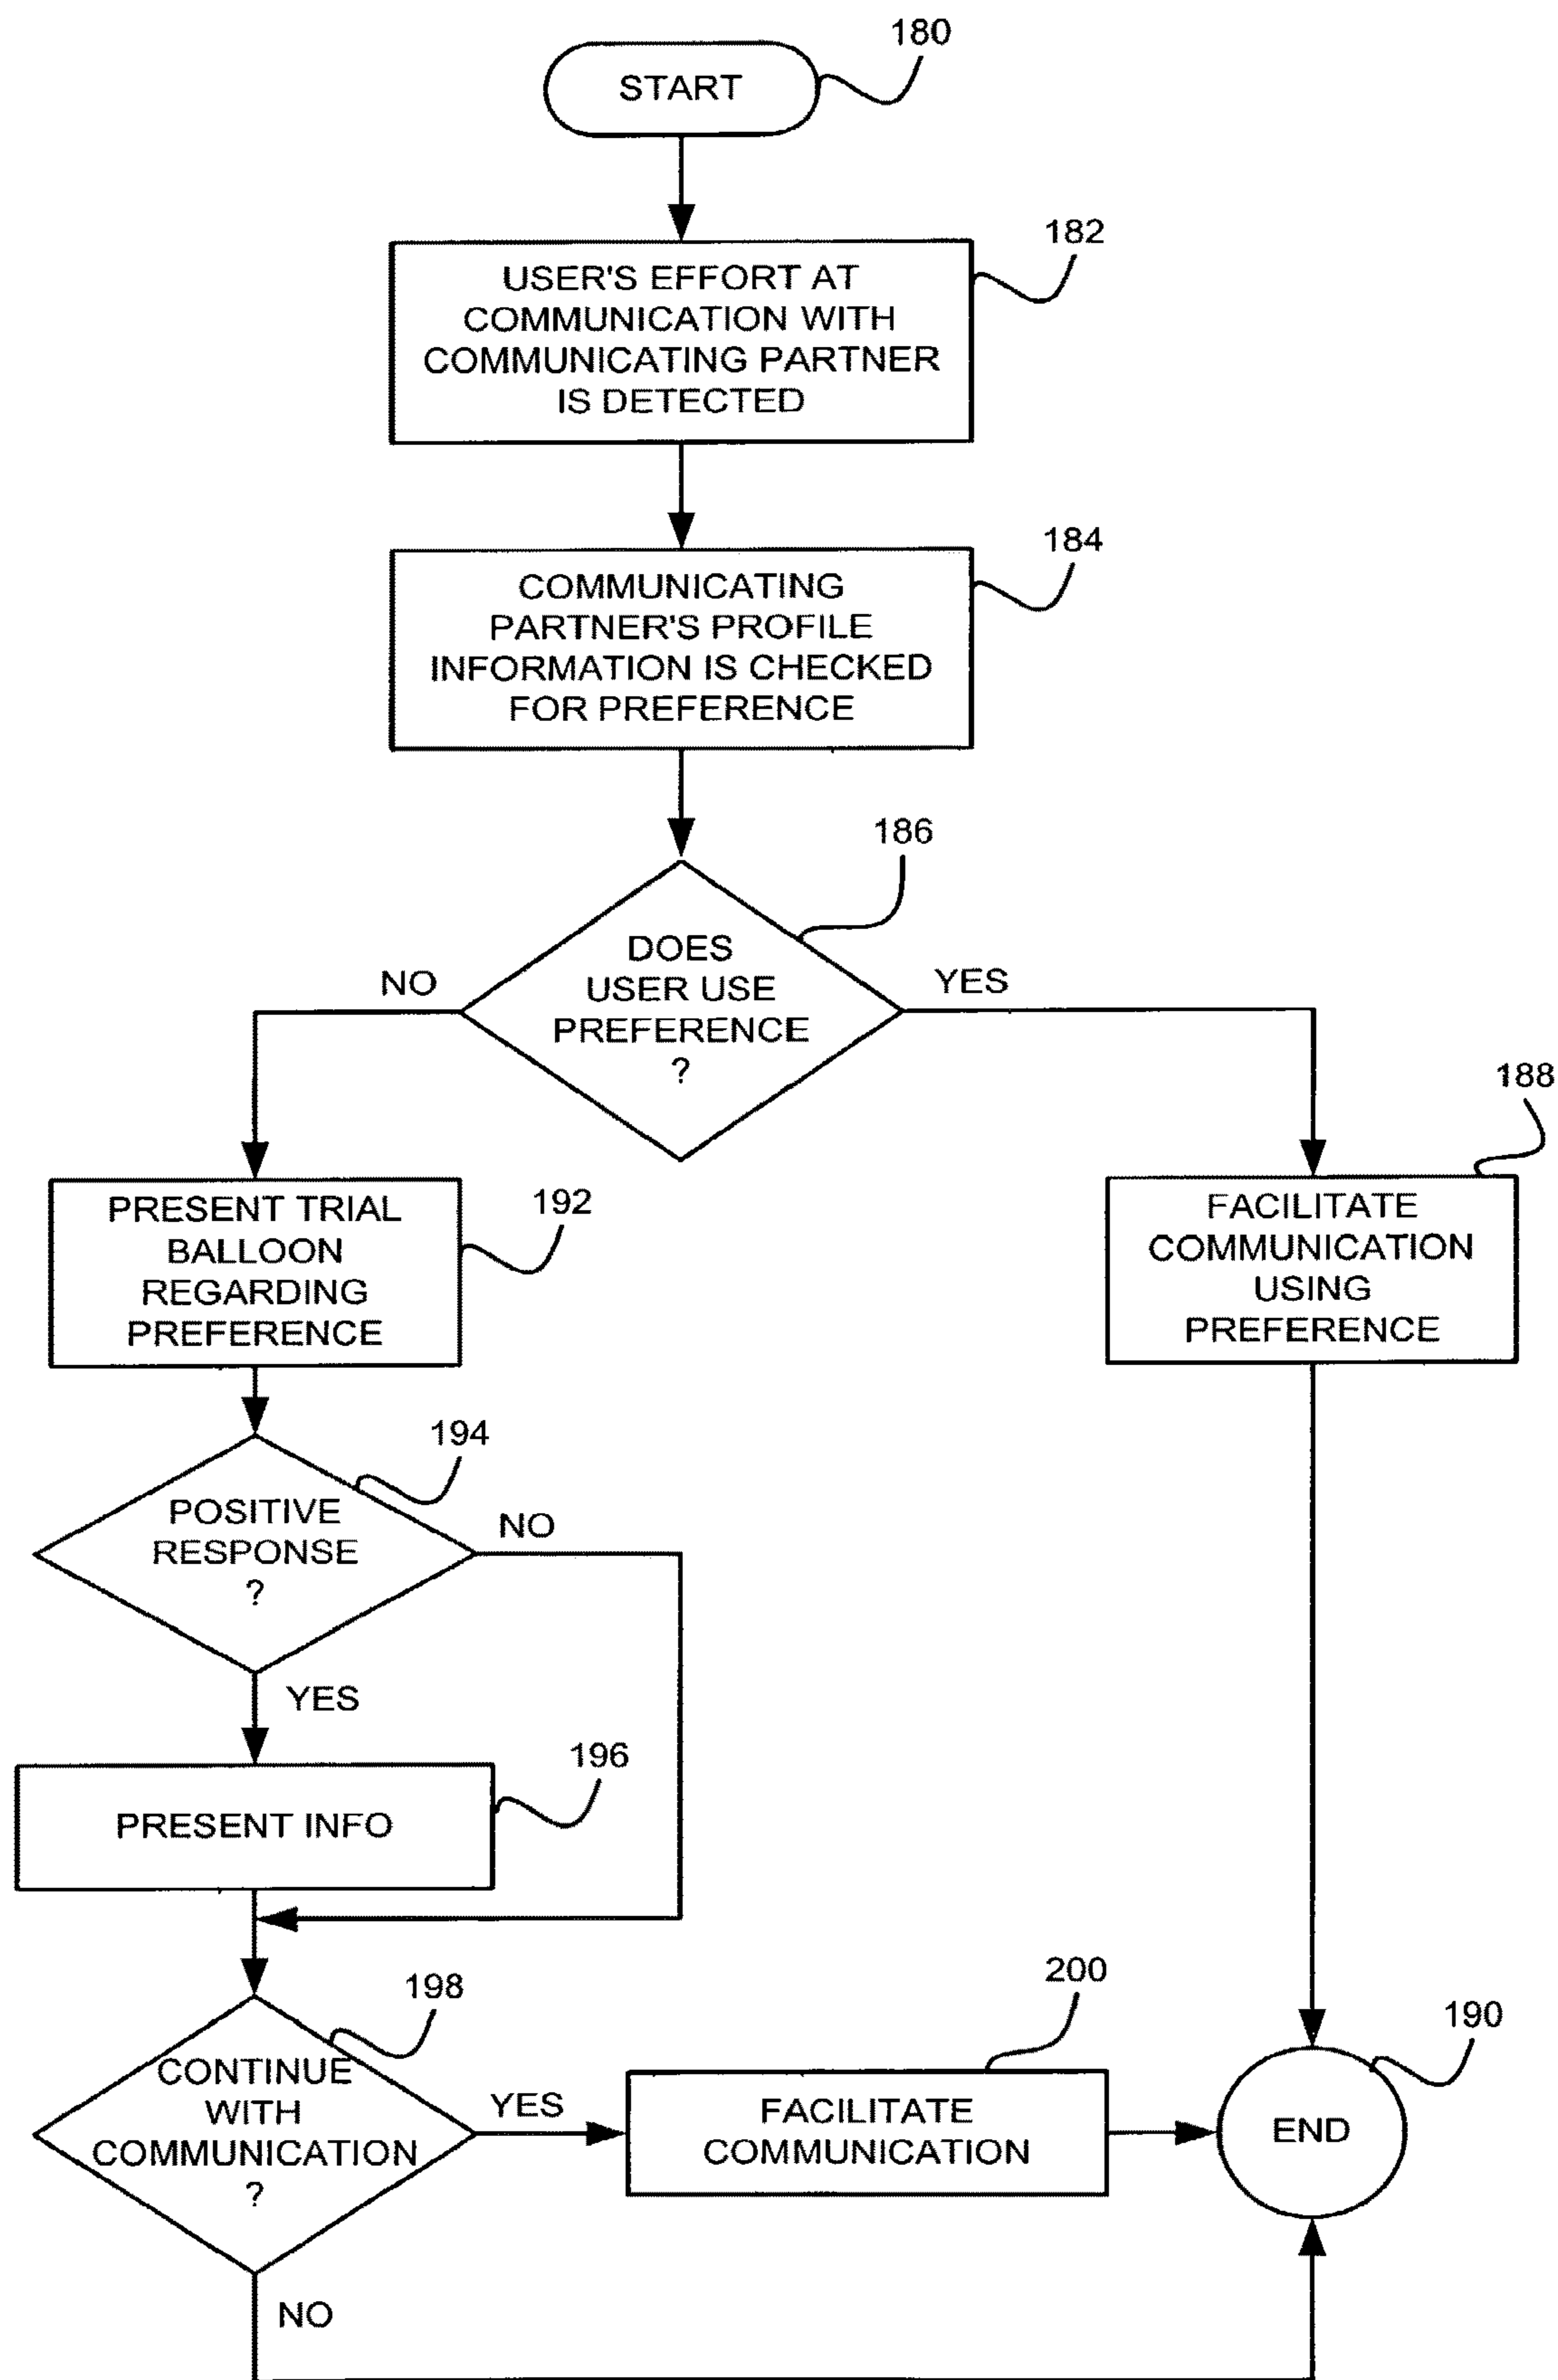 180
START
182
USER'S EFFORT AT
COMMUNICATION WITH
COMMUNICATING PARTNER
IS DETECTED
184
COMMUNICATING
PARTNER'S PROFILE
INFORMATION IS CHECKED
FOR PREFERENCE
186
DOES
USER USE
PREFERENCE
?
NO
YES
188
PRESENT TRIAL
BALLOON
REGARDING
PREFERENCE
192
FACILITATE
COMMUNICATION
USING
PREFERENCE
194
POSITIVE
RESPONSE
?
NO
YES
196
PRESENT INFO
198
CONTINUE
WITH
COMMUNICATION
?
YES
200
FACILITATE
COMMUNICATION
190
END
NO